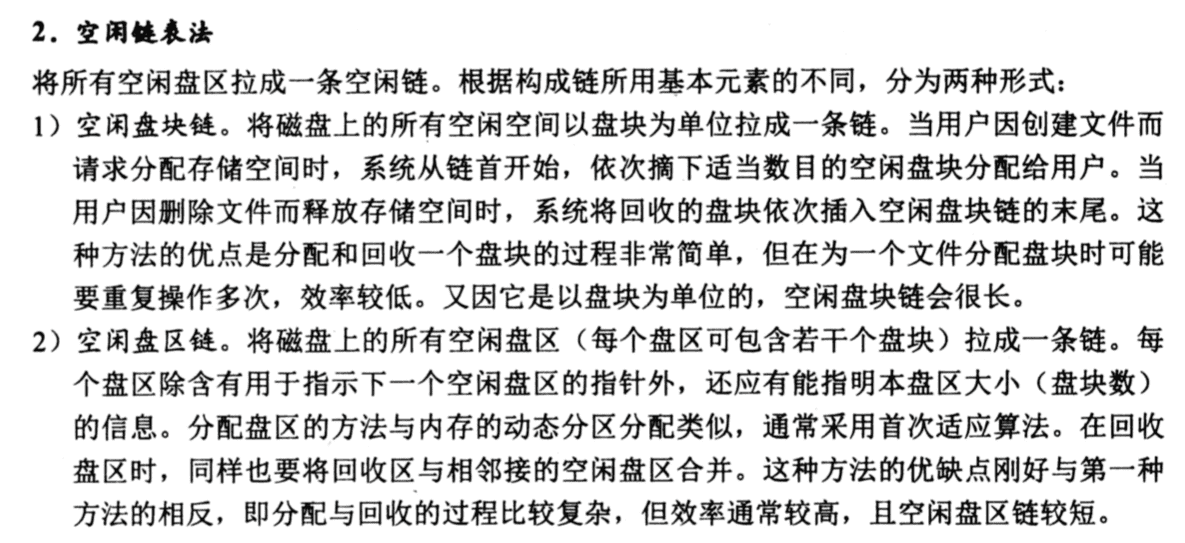 2．空闲链表法
将所有空闲盘区拉成一条空闲链。根据构成链所用基本元素的不同，分为两种形式：
1）空闲盘块链。将磁盘上的所有空闲空间以盘块为单位拉成一条链。当用户因创建文件而
请求分配存储空间时，系统从链首开始，依次摘下适当数目的空闲盘块分配给用户。当
用户因删除文件而释放存储空间时，系统将回收的盘块依次插入空闲盘块链的末尾。这
种方法的优点是分配和回收一个盘块的过程非常简单，但在为一个文件分配盘块时可能
要重复操作多次，效率较低。又因它是以盘块为单位的，空闲盘块链会很长。
2）空闲盘区链。将磁盘上的所有空闲盘区（每个盘区可包含若干个盘块）拉成一条链。每
个盘区除含有用于指示下一个空闲盘区的指针外，还应有能指明本盘区大小（盘块数）
的信息。分配盘区的方法与内存的动态分区分配类似，通常采用首次适应算法。在回收
盘区时，同样也要将回收区与相邻接的空闲盘区合并。这种方法的优缺点刚好与第一种
方法的相反，即分配与回收的过程比较复杂，但效率通常较高，且空闲盘区链较短。